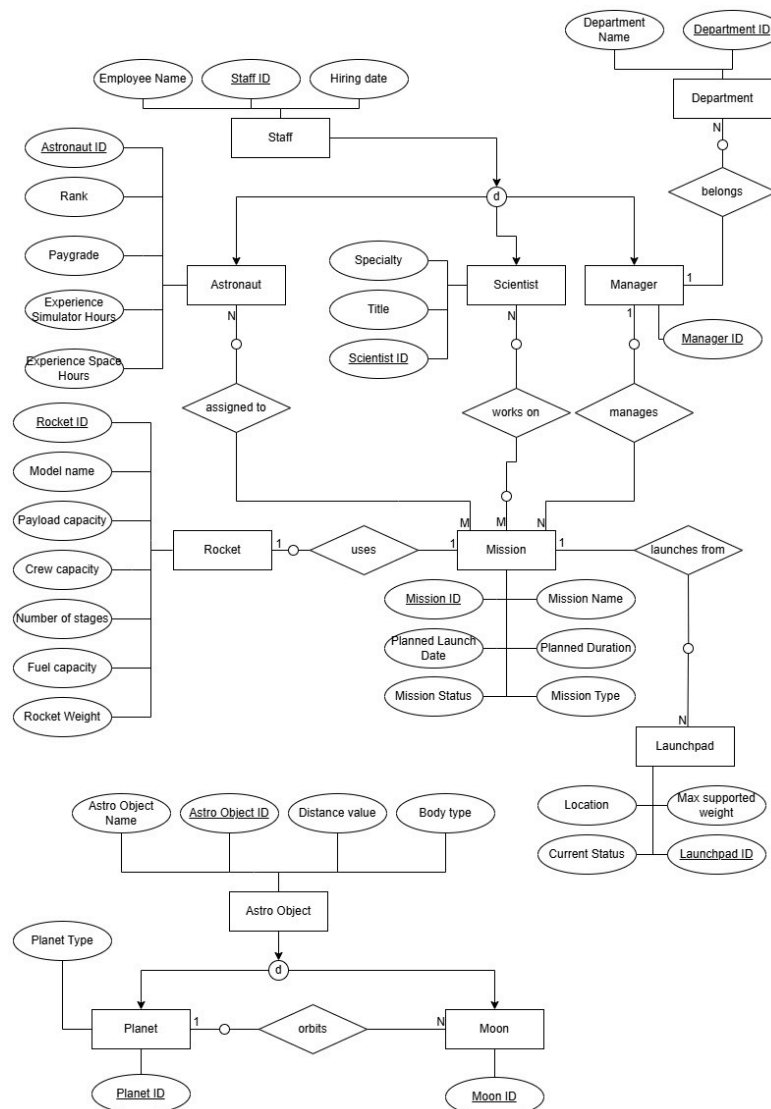 Department
Name
Department ID
Employee Name
Staff ID
Hiring date
Department
Staff
N
Astronaut ID
d
belongs
Rank
Paygrade
Specialty
Astronaut
Scientist
Manager
1
Experience
Simulator Hours
Title
N
N
1
Manager ID
Experience Space
Hours
Scientist ID
assigned to
works on
manages
Rocket ID
Model name
Payload capacity
M
M
N
Rocket
1
uses
1
Mission
1
launches from
Crew capacity
Mission ID
Mission Name
Number of stages
Planned Launch
Date
Planned Duration
Fuel capacity
Mission Status
Mission Type
Rocket Weight
N
Launchpad
Astro Object
Name
Astro Object ID
Distance value
Body type
Location
Max supported
weight
Current Status
Launchpad ID
Astro Object
Planet Type
d
Planet
1
orbits
N
Moon
Planet ID
Moon ID